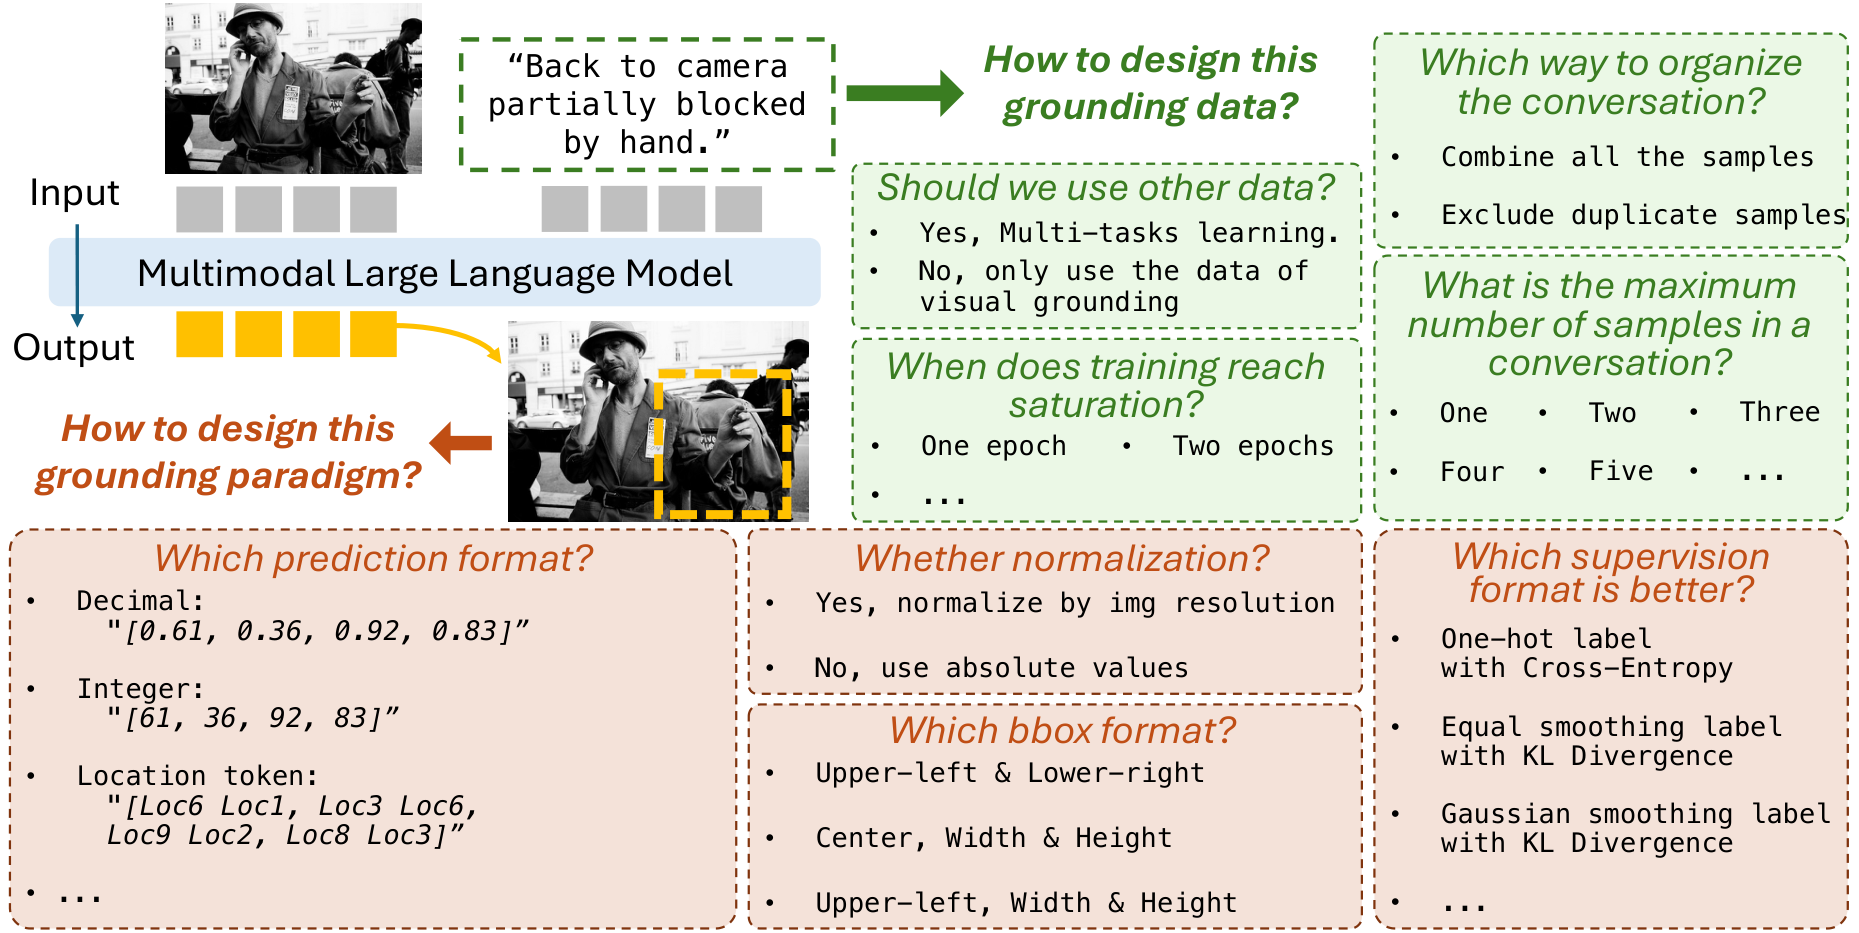 “Back to camera
partially blocked
by hand.”
How to design this
grounding data?
Input
Multimodal Large Language Model
Output
How to design this
grounding paradigm?
Should we use other data?
• Yes, Multi-tasks learning.
• No, only use the data of
visual grounding
When does training reach
saturation?
• One epoch • Two epochs
• ...
Which way to organize
the conversation?
• Combine all the samples
• Exclude duplicate samples
What is the maximum
number of samples in a
conversation?
• One • Two • Three
• Four • Five • ...
Which prediction format?
• Decimal:
"[0.61, 0.36, 0.92, 0.83]”
• Integer:
"[61, 36, 92, 83]”
• Location token:
"[Loc6 Loc1, Loc3 Loc6,
Loc9 Loc2, Loc8 Loc3]”
• ...
Whether normalization?
• Yes, normalize by img resolution
• No, use absolute values
Which bbox format?
• Upper-left & Lower-right
• Center, Width & Height
• Upper-left, Width & Height
Which supervision
format is better?
• One-hot label
with Cross-Entropy
• Equal smoothing label
with KL Divergence
• Gaussian smoothing label
with KL Divergence
• ...